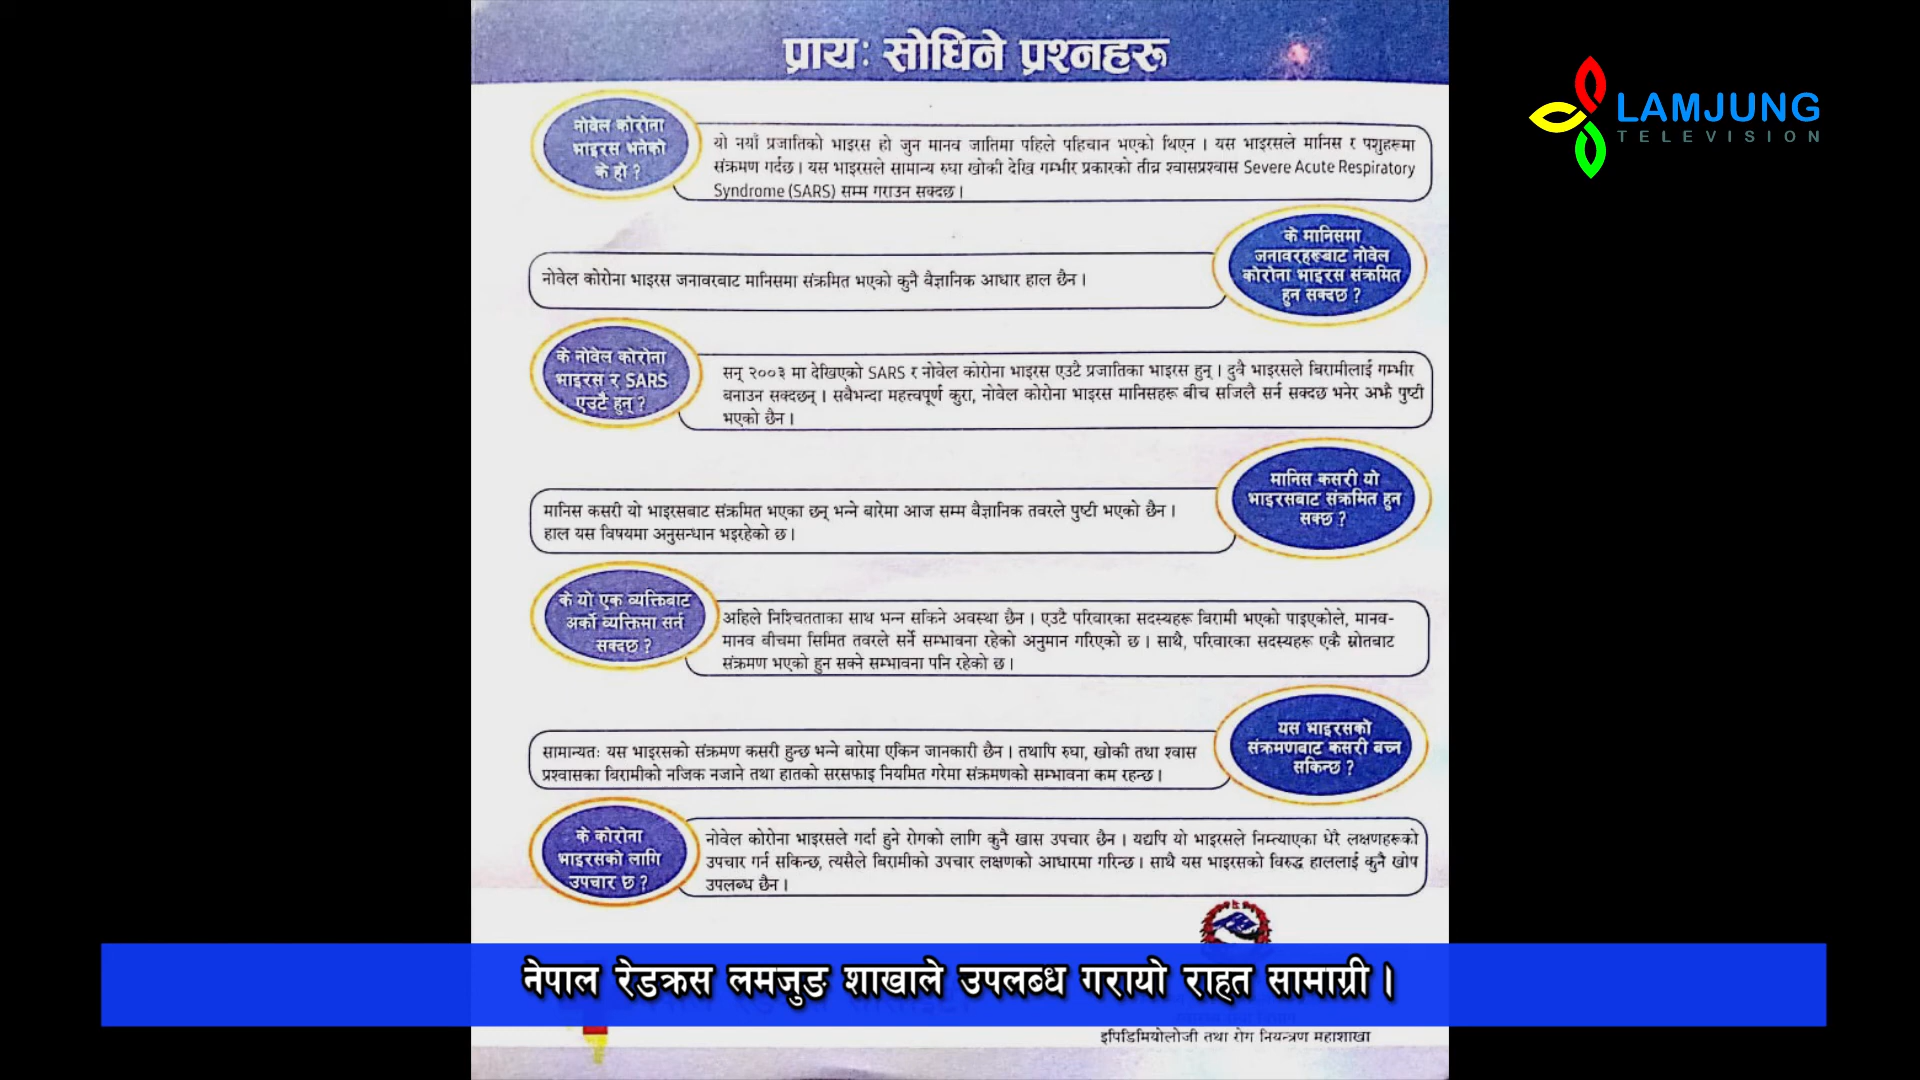 प्रायः सोधिने प्रश्नहरू
LAMJUNG
TELEVISION
नोवेल कोरोना
भाइरस भनेको
के हो ?
यो नयाँ प्रजातिको भाइरस हो जुन मानव जातिमा पहिले पहिचान भएको थिएन । यस भाइरसले मानिस र पशुहरूमा
संक्रमण गर्दछ । यस भाइरसले सामान्य रुघा खोकी देखि गम्भीर प्रकारको तीव्र श्वासप्रश्वास Severe Acute Respiratory
Syndrome (SARS) सम्म गराउन सक्दछ ।
के मानिसमा
जनावरहरूबाट नोवेल
कोरोना भाइरस संक्रमित
हुन सक्दछ ?
नोवेल कोरोना भाइरस जनावरबाट मानिसमा संक्रमित भएको कुनै बैज्ञानिक आधार हाल छैन ।
के नोवेल कोरोना
भाइरस र SARS
एउटै हुन् ?
सन् २००३ मा देखिएको SARS र नोवेल कोरोना भाइरस एउटै प्रजातिका भाइरस हुन् । दुवै भाइरसले बिरामीलाई गम्भीर
बनाउन सक्दछन् । सबैभन्दा महत्त्वपूर्ण कुरा, नोवेल कोरोना भाइरस मानिसहरू बीच सजिलै सर्न सक्दछ भनेर अझै पुष्टी
भएको छैन ।
मानिस कसरी यो
भाइरसबाट संक्रमित हुन
सक्छ ?
मानिस कसरी यो भाइरसबाट संक्रमित भएका छन् भन्ने बारेमा आज सम्म बैज्ञानिक तवरले पुष्टी भएको छैन ।
हाल यस विषयमा अनुसन्धान भइरहेको छ ।
के यो एक व्यक्तिबाट
अर्को व्यक्तिमा सर्न
सक्दछ ?
अहिले निश्चितताका साथ भन्न सकिने अवस्था छैन । एउटै परिवारका सदस्यहरू बिरामी भएको पाइएकोले, मानव-
मानव बीचमा सिमित तवरले सर्ने सम्भावना रहेको अनुमान गरिएको छ । साथै, परिवारका सदस्यहरू एकै स्रोतबाट
संक्रमण भएको हुन सक्ने सम्भावना पनि रहेको छ ।
यस भाइरसको
संक्रमणबाट कसरी बच्न
सकिन्छ ?
सामान्यतः यस भाइरसको संक्रमण कसरी हुन्छ भन्ने बारेमा एकिन जानकारी छैन । तथापि रुघा, खोकी तथा श्वास
प्रश्वासका बिरामीको नजिक नजाने तथा हातको सरसफाइ नियमित गरेमा संक्रमणको सम्भावना कम रहन्छ ।
के कोरोना
भाइरसको लागि
उपचार छ ?
नोवेल कोरोना भाइरसले गर्दा हुने रोगको लागि कुनै खास उपचार छैन । यद्यपि यो भाइरसले निम्त्याएका धेरै लक्षणहरूको
उपचार गर्न सकिन्छ, त्यसैले बिरामीको उपचार लक्षणको आधारमा गरिन्छ । साथै यस भाइरसको विरुद्ध हाललाई कुनै खोप
उपलब्ध छैन ।
नेपाल रेडक्रस लमजुङ शाखाले उपलब्ध गरायो राहत सामाग्री ।
इपिडिमियोलोजी तथा रोग नियन्त्रण महाशाखा